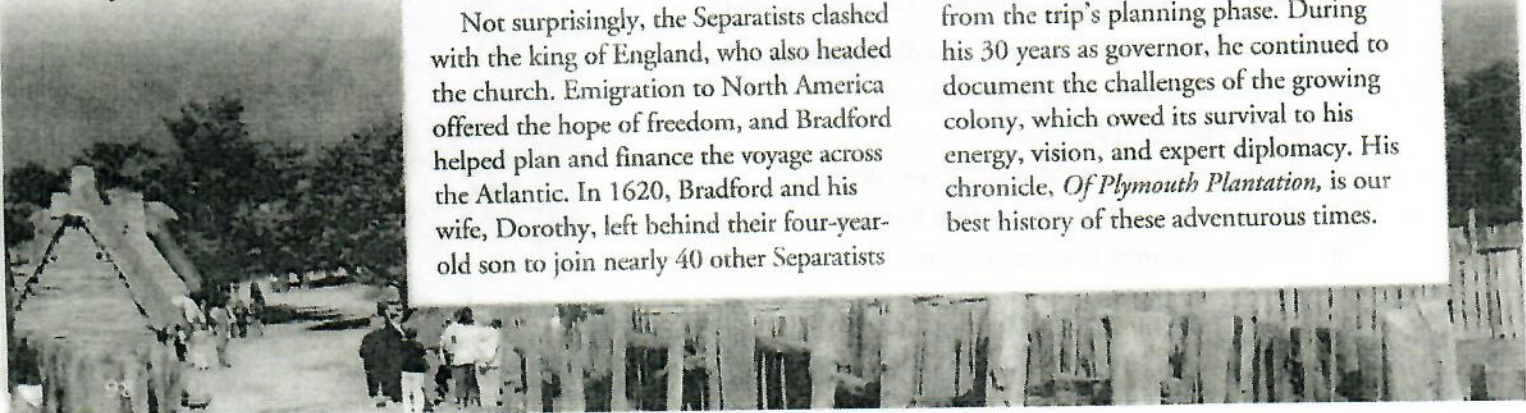 Not surprisingly, the Separatists clashed
with the king of England, who also headed
the church. Emigration to North America
offered the hope of freedom, and Bradford
helped plan and finance the voyage across
the Atlantic. In 1620, Bradford and his
wife, Dorothy, left behind their four-year-
old son to join nearly 40 other Separatists
from the trip's planning phase. During
his 30 years as governor, he continued to
document the challenges of the growing
colony, which owed its survival to his
energy, vision, and expert diplomacy. His
chronicle, Of Plymouth Plantation, is our
best history of these adventurous times.
98